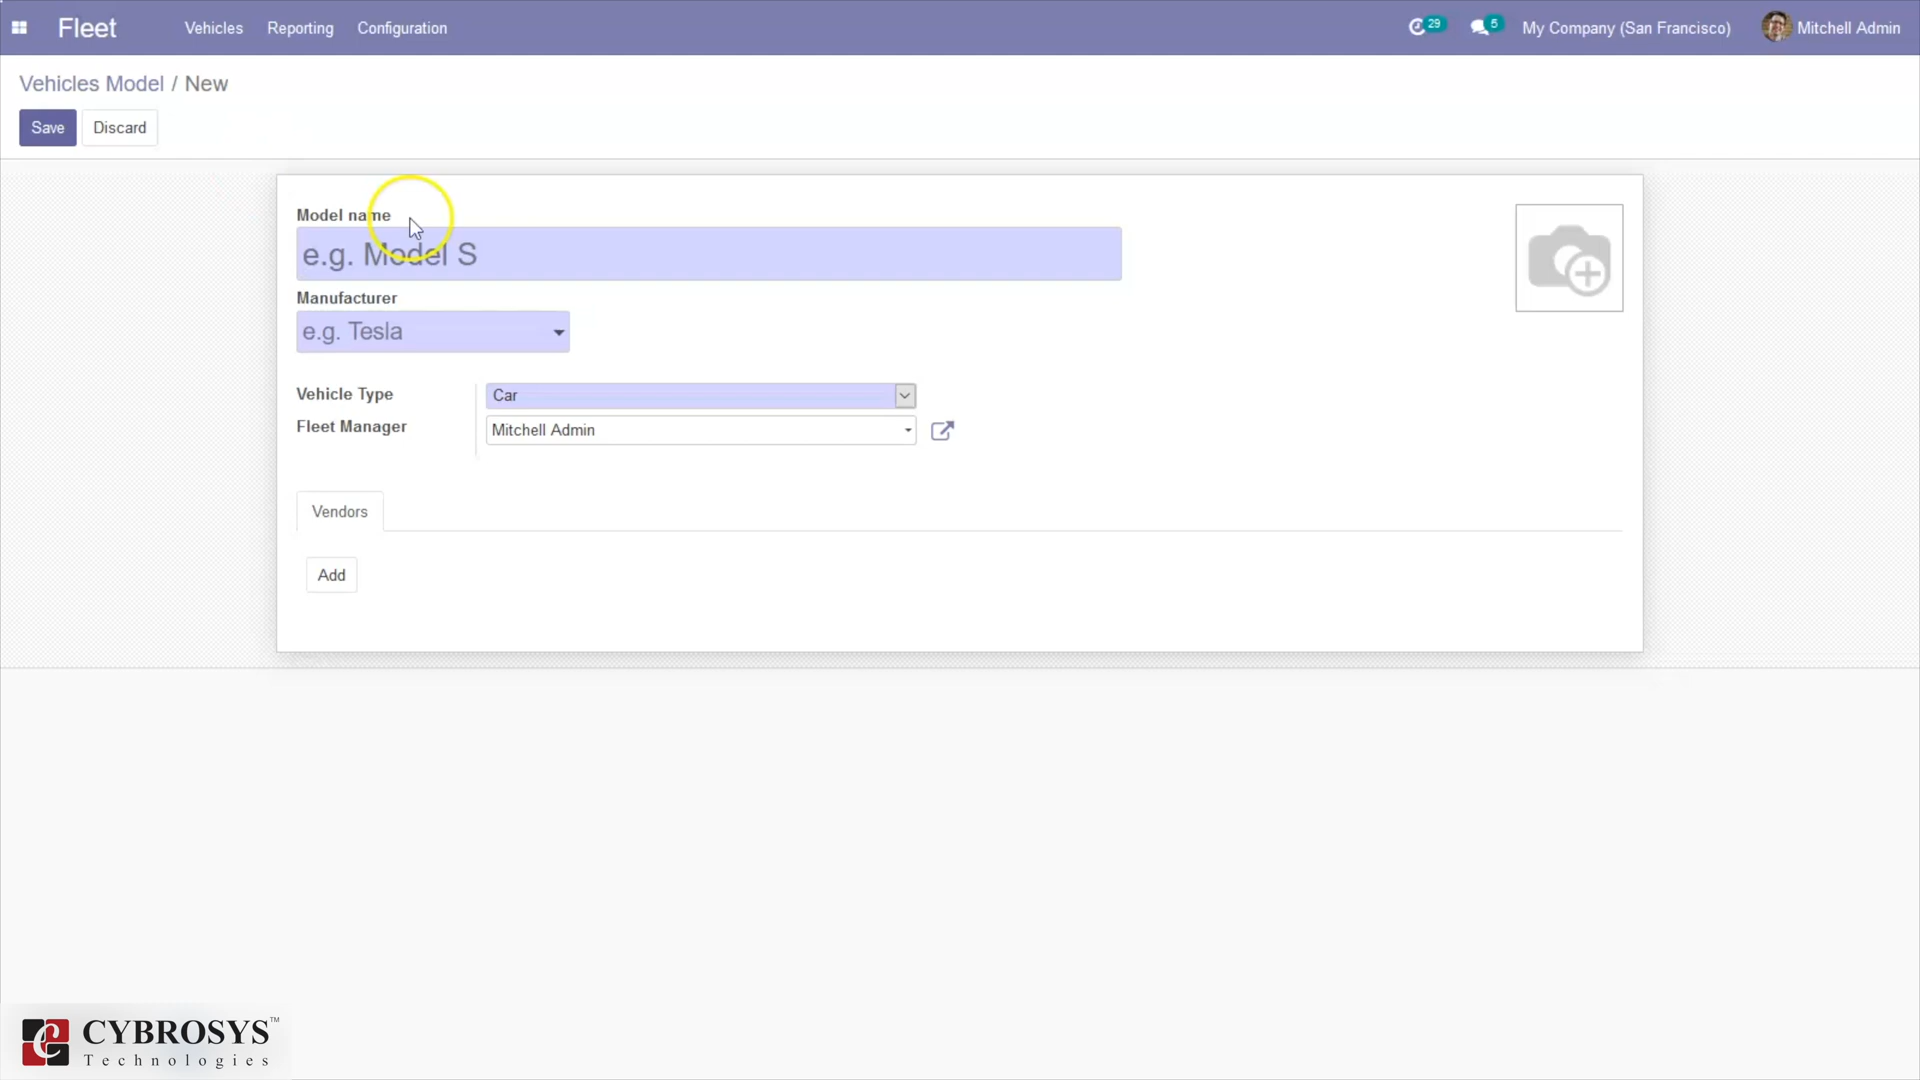 Fleet Vehicles Reporting Configuration 29 5 My Company (San Francisco) Mitchell Admin
Vehicles Model / New
Save Discard
Model name
e.g. Model S
Manufacturer
e.g. Tesla
Vehicle Type Car
Fleet Manager Mitchell Admin
Vendors
Add
CYBROSYS™
Technologies